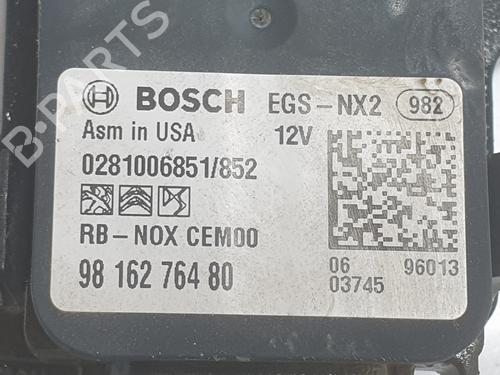 B-PARTS
BOSCH EGS-NX2 982
Asm in USA 12V
0281006851/852
RB-NOX CEM00
98 162 764 80
06 96013
03745